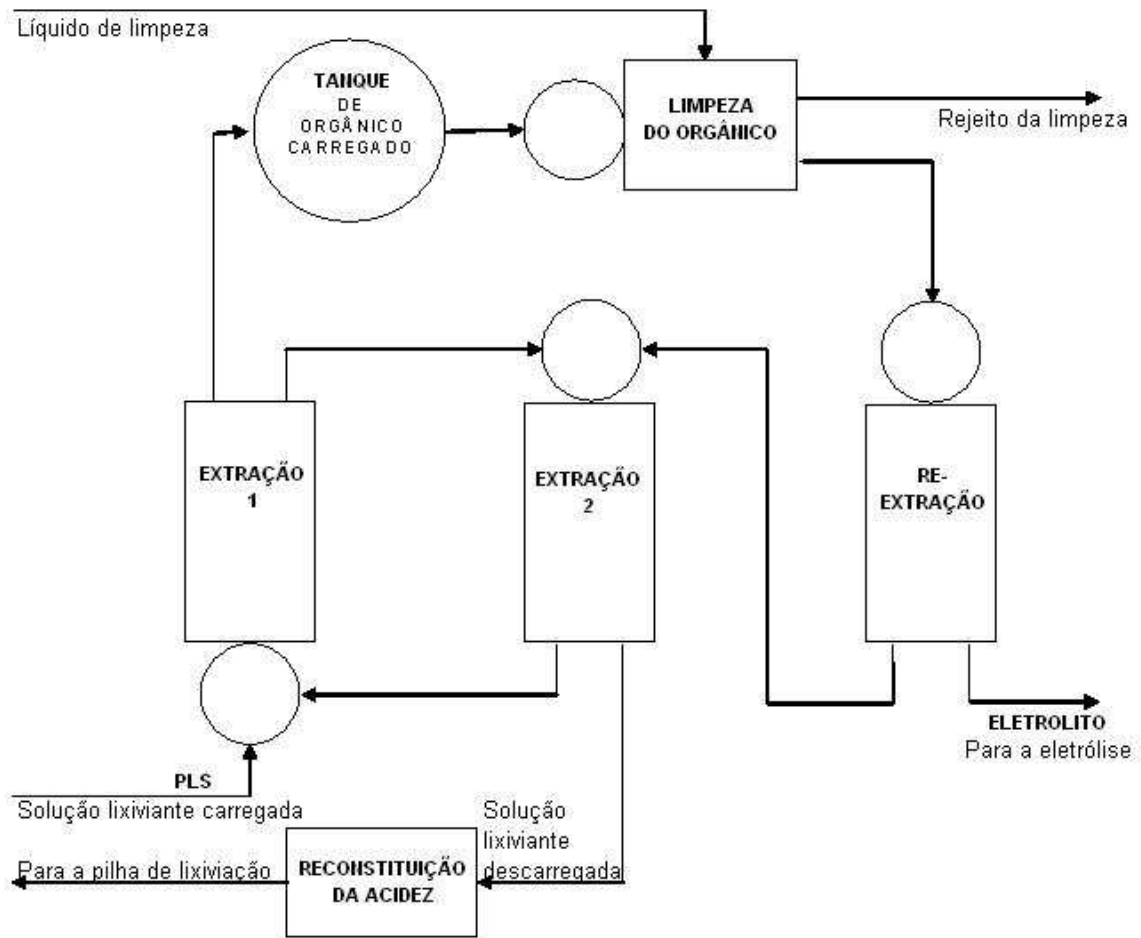 Líquido de limpeza
TANQUE
DE
ORGÂNICO
CARREGADO
LIMPEZA
DO ORGÂNICO
Rejeito da limpeza
EXTRAÇÃO
1
EXTRAÇÃO
2
RE-
EXTRAÇÃO
ELETROLITO
Para a eletrólise
PLS
Solução lixiviante carregada
Solução
lixiviante
descarregada
Para a pilha de lixiviação
RECONSTITUIÇÃO
DA ACIDEZ